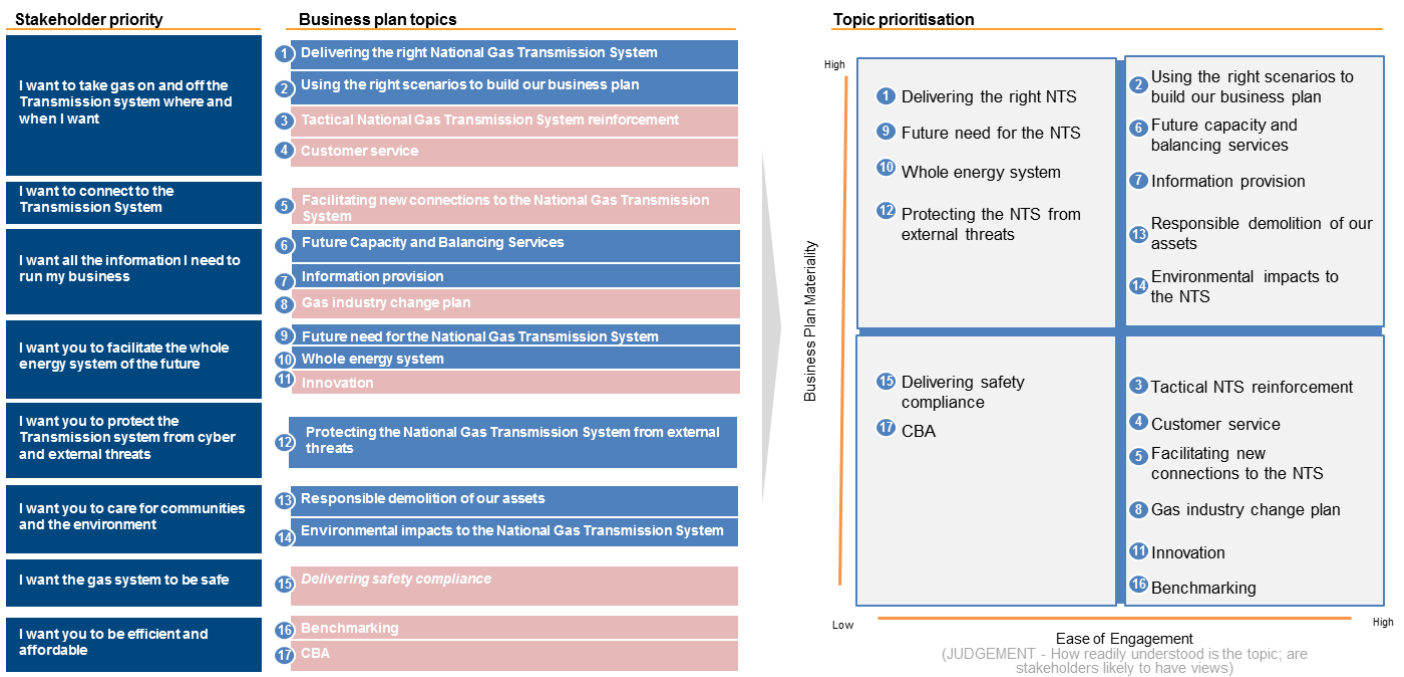 Stakeholder priority
I want to take gas on and off the
Transmission system where and
when I want
I want to connect to the
Transmission System
I want all the information I need to
run my business
I want you to facilitate the whole
energy system of the future
I want you to protect the
Transmission system from cyber
and external threats
I want you to care for communities
and the environment
I want the gas system to be safe
I want you to be efficient and
affordable
Business plan topics
1 Delivering the right National Gas Transmission System
2 Using the right scenarios to build our business plan
3 Tactical National Gas Transmission System reinforcement
4 Customer service
5 Facilitating new connections to the National Gas Transmission
System
6 Future Capacity and Balancing Services
7 Information provision
8 Gas industry change plan
9 Future need for the National Gas Transmission System
10 Whole energy system
11 Innovation
12 Protecting the National Gas Transmission System from external
threats
13 Responsible demolition of our assets
14 Environmental impacts to the National Gas Transmission System
15 Delivering safety compliance
16 Benchmarking
17 CBA
Topic prioritisation
High
Business Plan Materiality
1 Delivering the right NTS
9 Future need for the NTS
10 Whole energy system
12 Protecting the NTS from
external threats
2 Using the right scenarios to
build our business plan
6 Future capacity and
balancing services
7 Information provision
13 Responsible demolition of our
assets
14 Environmental impacts to
the NTS
15 Delivering safety
compliance
17 CBA
3 Tactical NTS reinforcement
4 Customer service
5 Facilitating new
connections to the NTS
8 Gas industry change plan
11 Innovation
16 Benchmarking
Low
High
Ease of Engagement
(JUDGEMENT - How readily understood is the topic; are
stakeholders likely to have views)